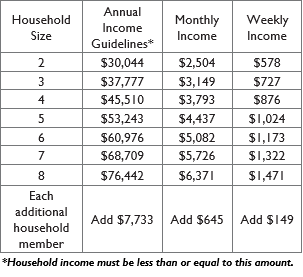 Household Size | Annual Income Guidelines* | Monthly Income | Weekly Income
2 | $30,044 | $2,504 | $578
3 | $37,777 | $3,149 | $727
4 | $45,510 | $3,793 | $876
5 | $53,243 | $4,437 | $1,024
6 | $60,976 | $5,082 | $1,173
7 | $68,709 | $5,726 | $1,322
8 | $76,442 | $6,371 | $1,471
Each additional household member | Add $7,733 | Add $645 | Add $149
*Household income must be less than or equal to this amount.